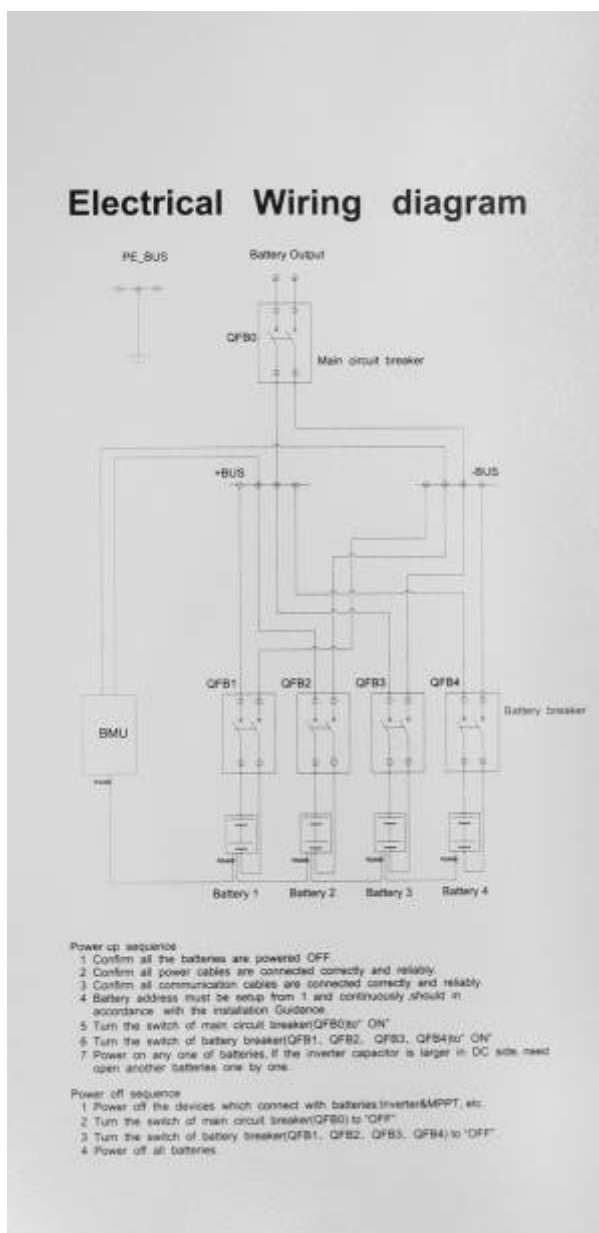 Electrical Wiring diagram
PE_BUS
Battery Output
QFB0
Main circuit breaker
+BUS
-BUS
QFB1
QFB2
QFB3
QFB4
Battery breaker
BMU
Battery 1
Battery 2
Battery 3
Battery 4
Power up sequence
1 Confirm all the batteries are powered OFF
2 Confirm all power cables are connected correctly and reliably.
3 Confirm all communication cables are connected correctly and reliably.
4 Battery address must be setup from 1 and continuously ,should in
accordance with the installation Guidance.
5 Turn the switch of main circuit breaker(QFB0)to" ON"
6 Turn the switch of battery breaker(QFB1、QFB2、QFB3、QFB4)to" ON"
7 Power on any one of batteries, If the inverter capacitor is larger in DC side, need
open another batteries one by one.
Power off sequence
1 Power off the devices which connect with batteries:Inverter&MPPT, etc.
2 Turn the switch of main circuit breaker(QFB0) to "OFF"
3 Turn the switch of battery breaker(QFB1、QFB2、QFB3、QFB4) to "OFF"
4 Power off all batteries.